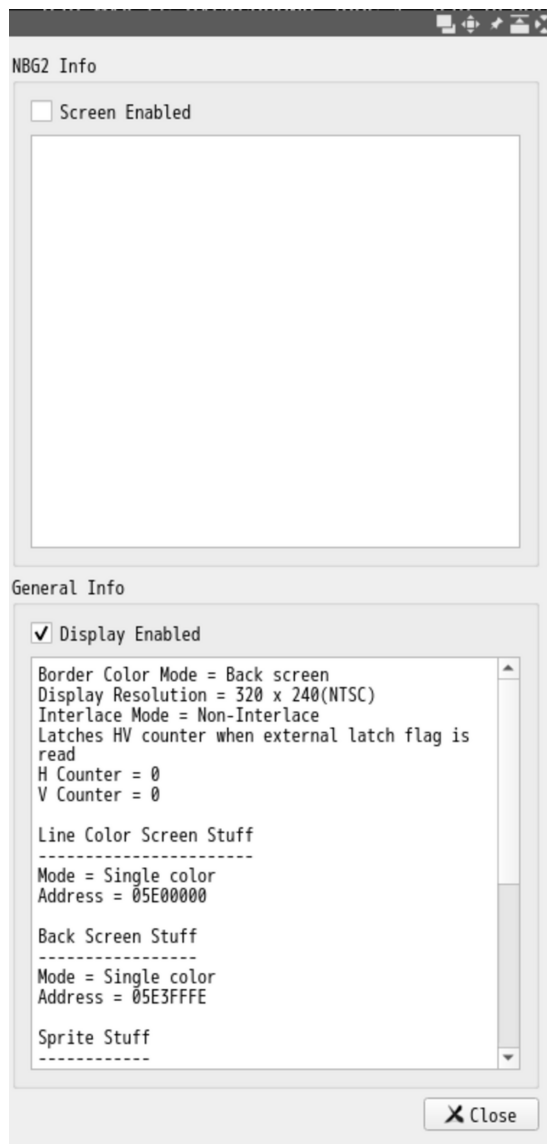 NBG2 Info
Screen Enabled
General Info
Display Enabled
Border Color Mode = Back screen
Display Resolution = 320 x 240(NTSC)
Interlace Mode = Non-Interlace
Latches HV counter when external latch flag is
read
H Counter = 0
V Counter = 0
Line Color Screen Stuff
-----------------------
Mode = Single color
Address = 05E00000
Back Screen Stuff
-----------------
Mode = Single color
Address = 05E3FFFE
Sprite Stuff
------------
Close